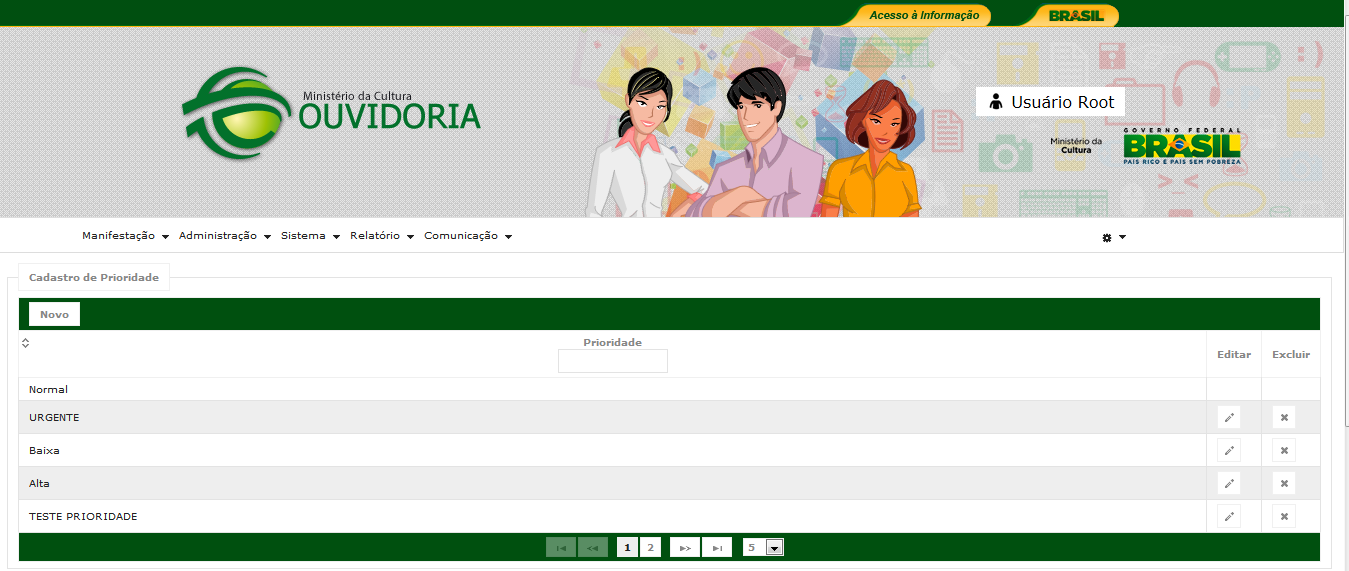 Acesso à Informação
BRASIL
Ministério da Cultura
OUVIDORIA
Usuário Root
Ministério da
Cultura
GOVERNO FEDERAL
BRASIL
PAÍS RICO É PAÍS SEM POBREZA
Manifestação
Administração
Sistema
Relatório
Comunicação
Cadastro de Prioridade
Novo
Prioridade
Editar
Excluir
Normal
URGENTE
Baixa
Alta
TESTE PRIORIDADE
1
2
5